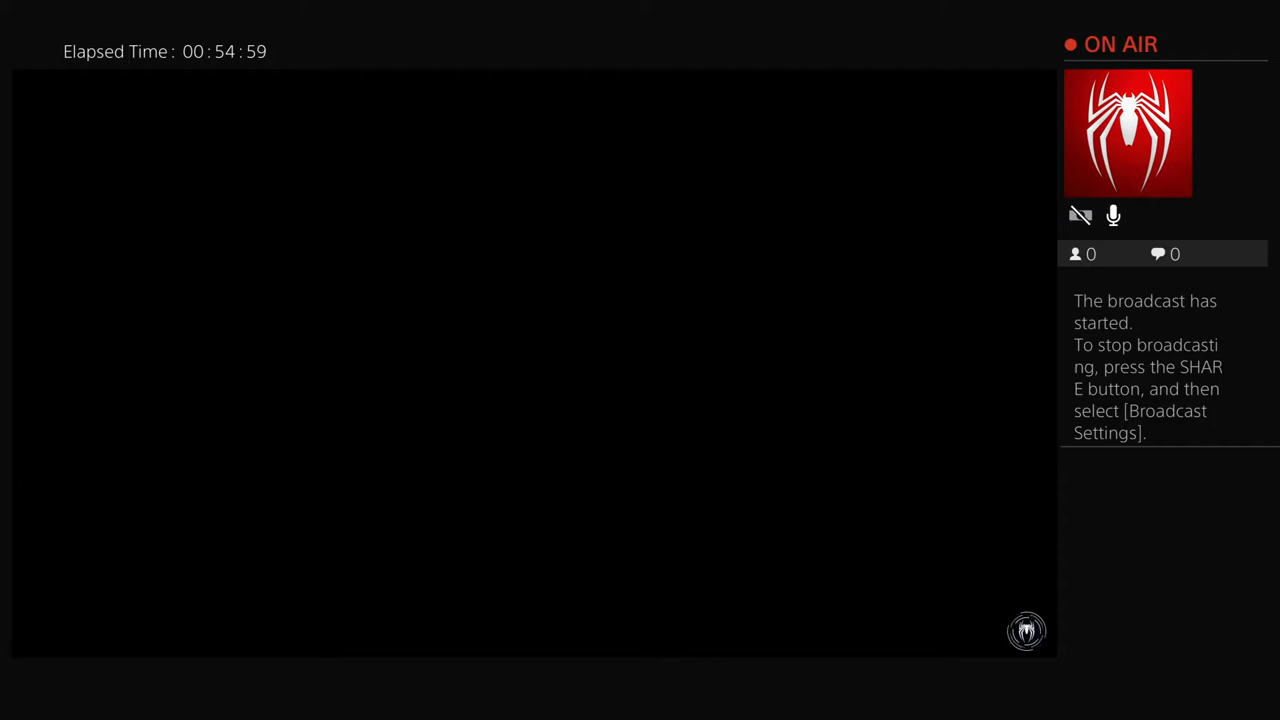 Elapsed Time : 00 : 54 : 59
ON AIR
0
0
The broadcast has
started.
To stop broadcasti
ng, press the SHAR
E button, and then
select [Broadcast
Settings].